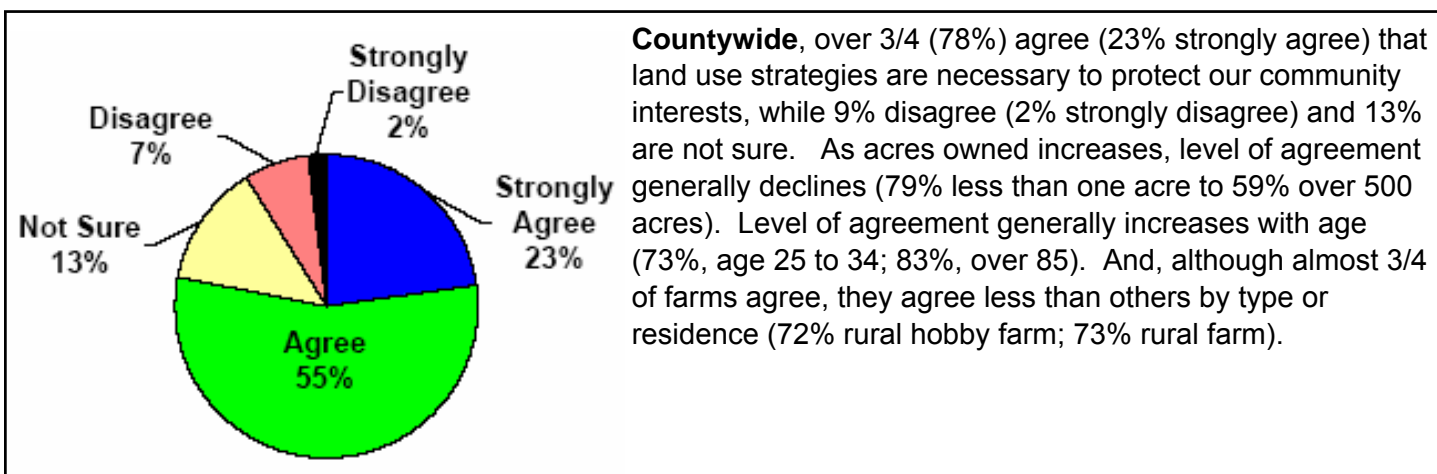 Strongly
Disagree
2%
Disagree
7%
Not Sure
13%
Strongly
Agree
23%
Agree
55%
Countywide, over 3/4 (78%) agree (23% strongly agree) that
land use strategies are necessary to protect our community
interests, while 9% disagree (2% strongly disagree) and 13%
are not sure.   As acres owned increases, level of agreement
generally declines (79% less than one acre to 59% over 500
acres).  Level of agreement generally increases with age
(73%, age 25 to 34; 83%, over 85).  And, although almost 3/4
of farms agree, they agree less than others by type or
residence (72% rural hobby farm; 73% rural farm).